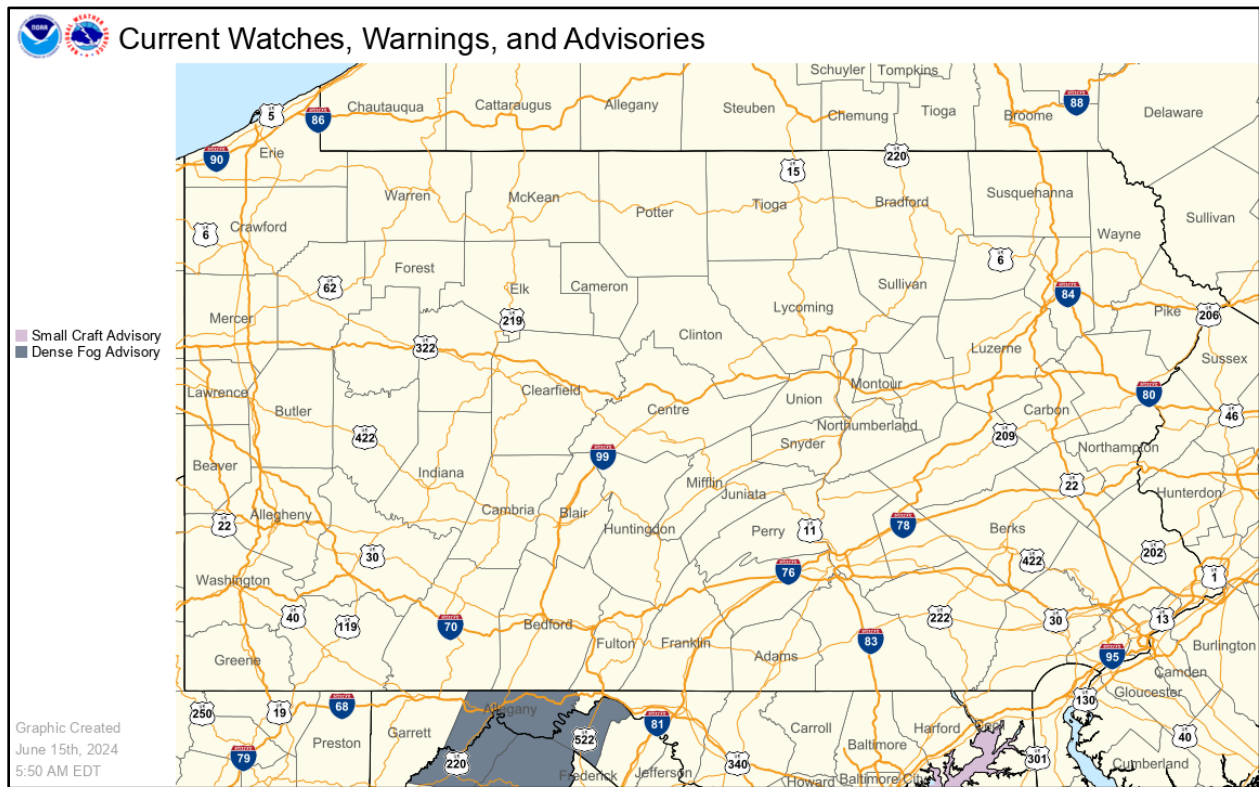 NOAA
Current Watches, Warnings, and Advisories
Schuyler
Tompkins
Chautauqua
Cattaraugus
Allegany
Steuben
Chemung
Tioga
Broome
88
Delaware
5
86
Erie
90
220
15
Warren
McKean
Potter
Tioga
Bradford
Susquehanna
Sullivan
Crawford
6
Wayne
Forest
6
62
Elk
Cameron
Sullivan
84
Mercer
219
Lycoming
Pike
206
Small Craft Advisory
Dense Fog Advisory
322
Clinton
Luzerne
Sussex
Lawrence
Clearfield
Montour
80
Butler
Centre
Union
Carbon
46
422
Northumberland
209
Snyder
Northampton
Beaver
99
Indiana
Mifflin
Juniata
22
Hunterdon
Allegheny
22
Cambria
Blair
Huntingdon
Perry
11
78
Berks
30
422
202
Washington
76
1
40
119
70
Bedford
Fulton
Franklin
83
222
30
13
Greene
Adams
95
Burlington
Camden
Gloucester
130
250
19
68
Garrett
Allegany
81
Carroll
Harford
Cecil
Graphic Created
June 15th, 2024
5:50 AM EDT
Preston
522
Baltimore
40
79
220
Frederick
Jefferson
340
Howard
Baltimore City
301
Cumberland